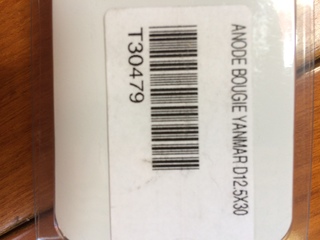 ANODE BOUGIE YANMAR D12.5X30
T30479